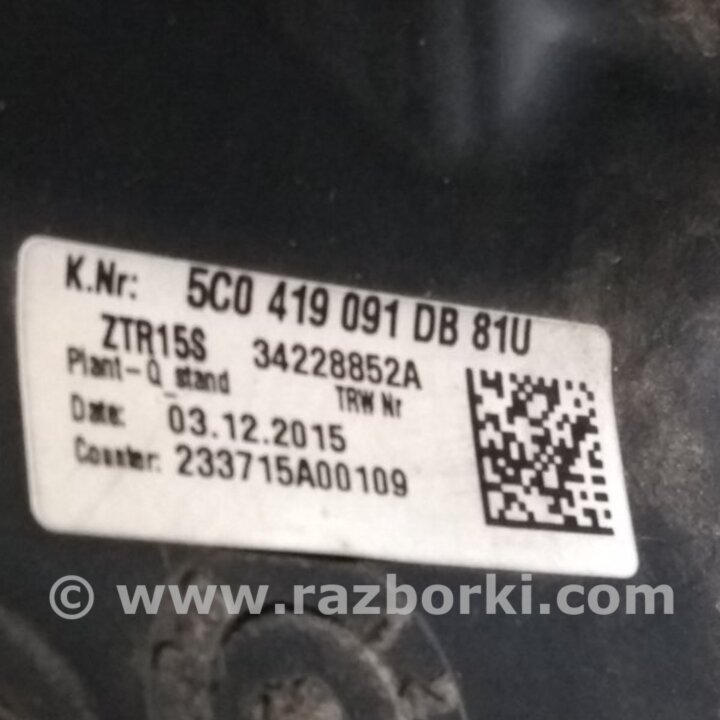 K.Nr: 5C0 419 091 DB 81U
ZTR15S 34228852A
Plant-Q_stand TRW Nr
Date: 03.12.2015
Counter: 233715A00109
© www.razborki.com